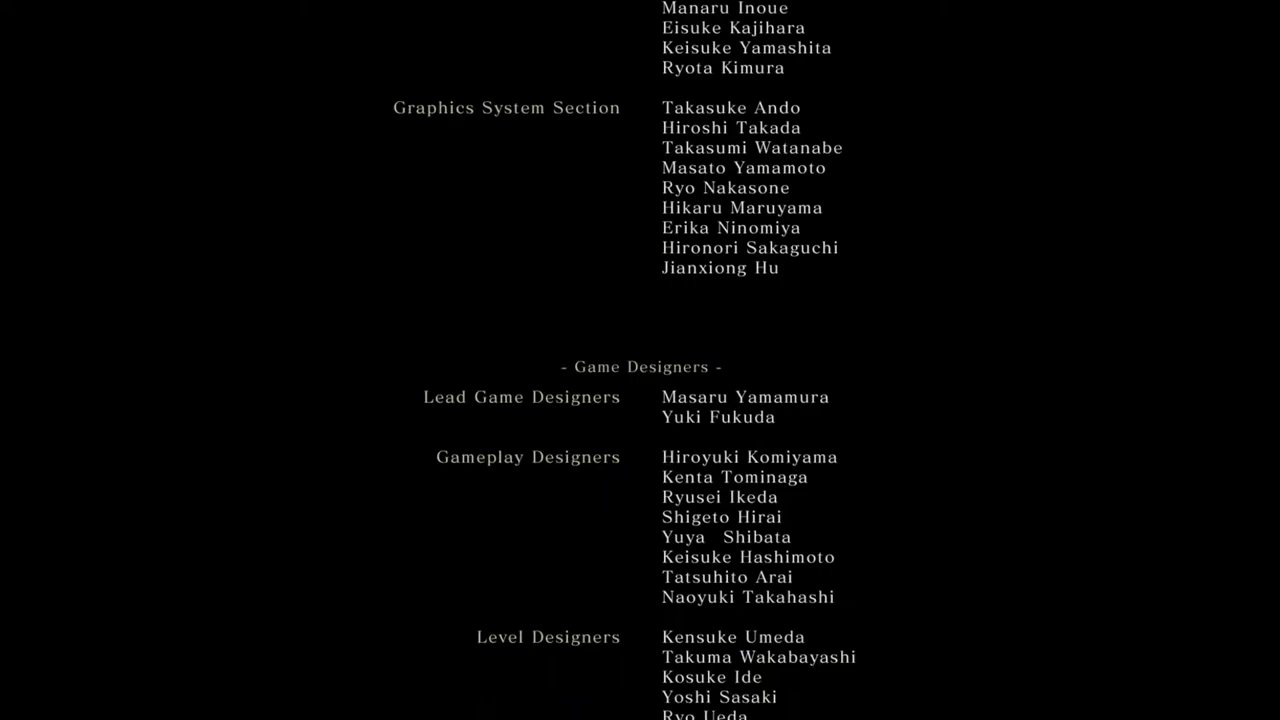 Manaru Inoue
Eisuke Kajihara
Keisuke Yamashita
Ryota Kimura
Graphics System Section Takasuke Ando
Hiroshi Takada
Takasumi Watanabe
Masato Yamamoto
Ryo Nakasone
Hikaru Maruyama
Erika Ninomiya
Hironori Sakaguchi
Jianxiong Hu
- Game Designers -
Lead Game Designers Masaru Yamamura
Yuki Fukuda
Gameplay Designers Hiroyuki Komiyama
Kenta Tominaga
Ryusei Ikeda
Shigeto Hirai
Yuya Shibata
Keisuke Hashimoto
Tatsuhito Arai
Naoyuki Takahashi
Level Designers Kensuke Umeda
Takuma Wakabayashi
Kosuke Ide
Yoshi Sasaki
Ryo Ueda